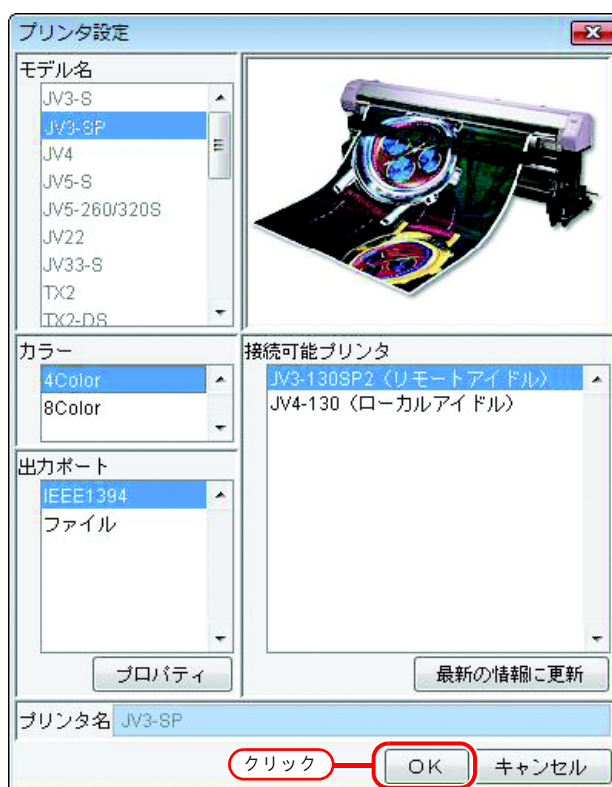 プリンタ設定
モデル名
JV3-S
JV3-SP
JV4
JV5-S
JV5-260/320S
JV22
JV33-S
TX2
TX2-DS
カラー
4Color
8Color
出力ポート
IEEE1394
ファイル
プロパティ
接続可能プリンタ
JV3-130SP2（リモートアイドル）
JV4-130（ローカルアイドル）
最新の情報に更新
プリンタ名 JV3-SP
クリック
OK
キャンセル